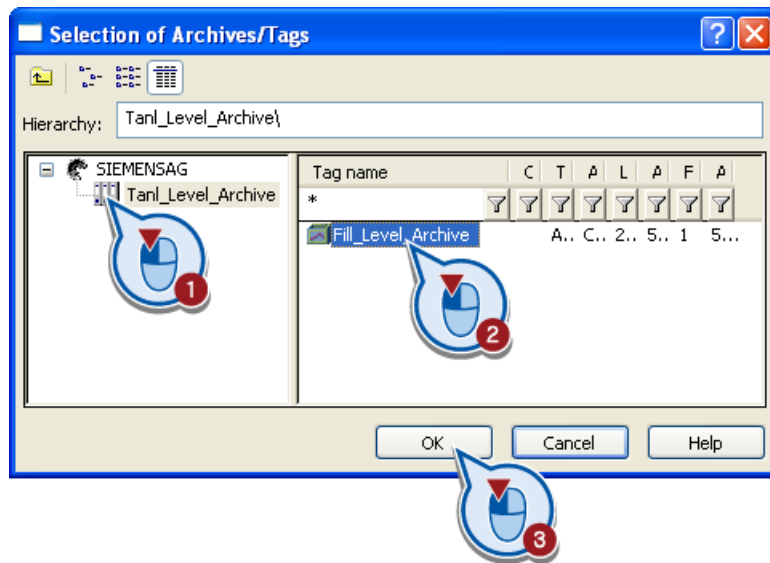 Selection of Archives/Tags
Hierarchy: Tanl_Level_Archive\
SIEMENSAG
Tanl_Level_Archive
Tag name C T A L A F A
*
Fill_Level_Archive A.. C.. 2.. 5.. 1 5...
1
2
OK Cancel Help
3